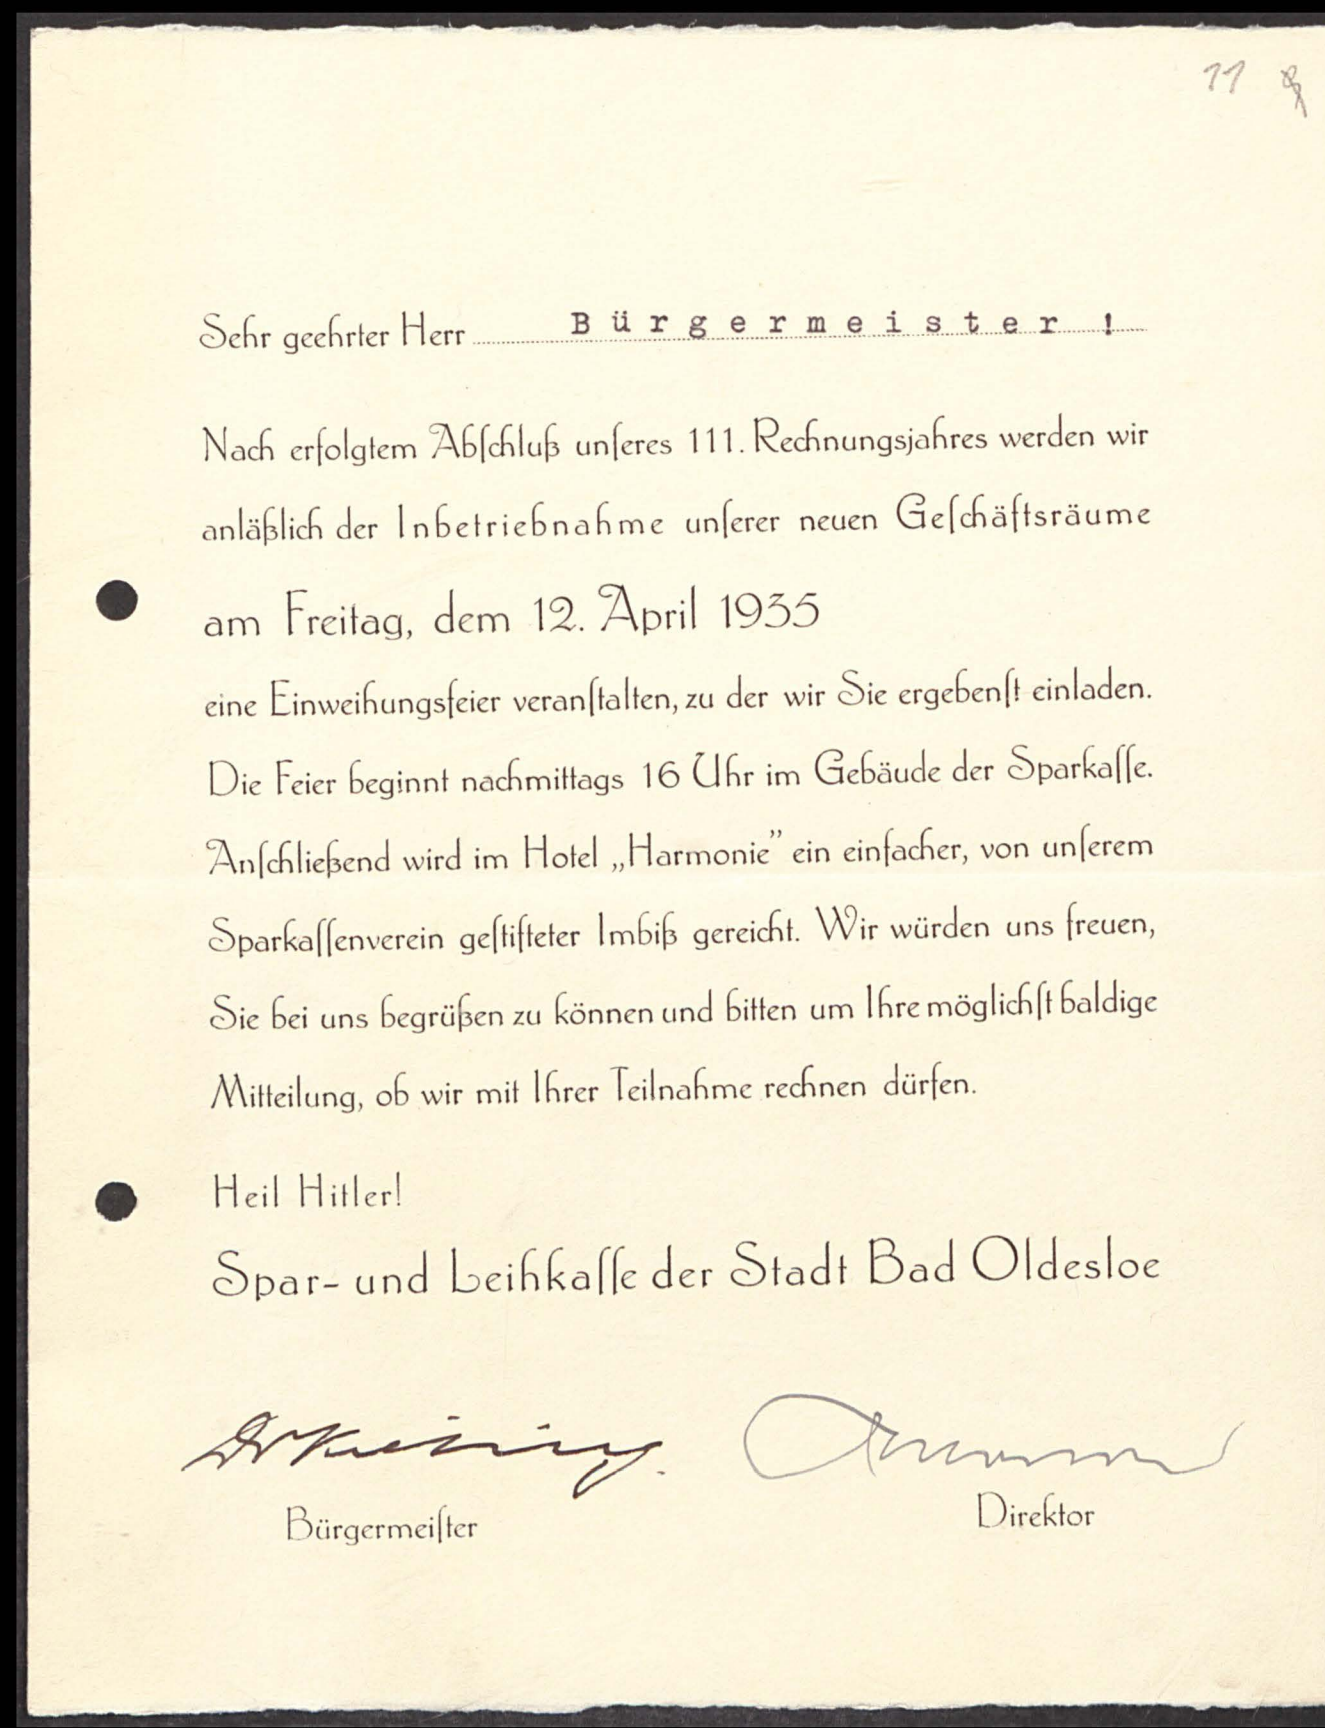 11
Sehr geehrter Herr Bürgermeister !
Nach erfolgtem Abſchluß unſeres 111. Rechnungsjahres werden wir
anläßlich der Inbetriebnahme unſerer neuen Geſchäftsräume
am Freitag, dem 12. April 1935
eine Einweihungsfeier veranſtalten, zu der wir Sie ergebenſt einladen.
Die Feier beginnt nachmittags 16 Uhr im Gebäude der Sparkaſſe.
Anſchließend wird im Hotel „Harmonie” ein einfacher, von unſerem
Sparkaſſenverein geſtifteter Imbiß gereicht. Wir würden uns freuen,
Sie bei uns begrüßen zu können und bitten um Ihre möglichſt baldige
Mitteilung, ob wir mit Ihrer Teilnahme rechnen dürfen.
Heil Hitler!
Spar- und Leihkaſſe der Stadt Bad Oldesloe
Bürgermeiſter
Direktor